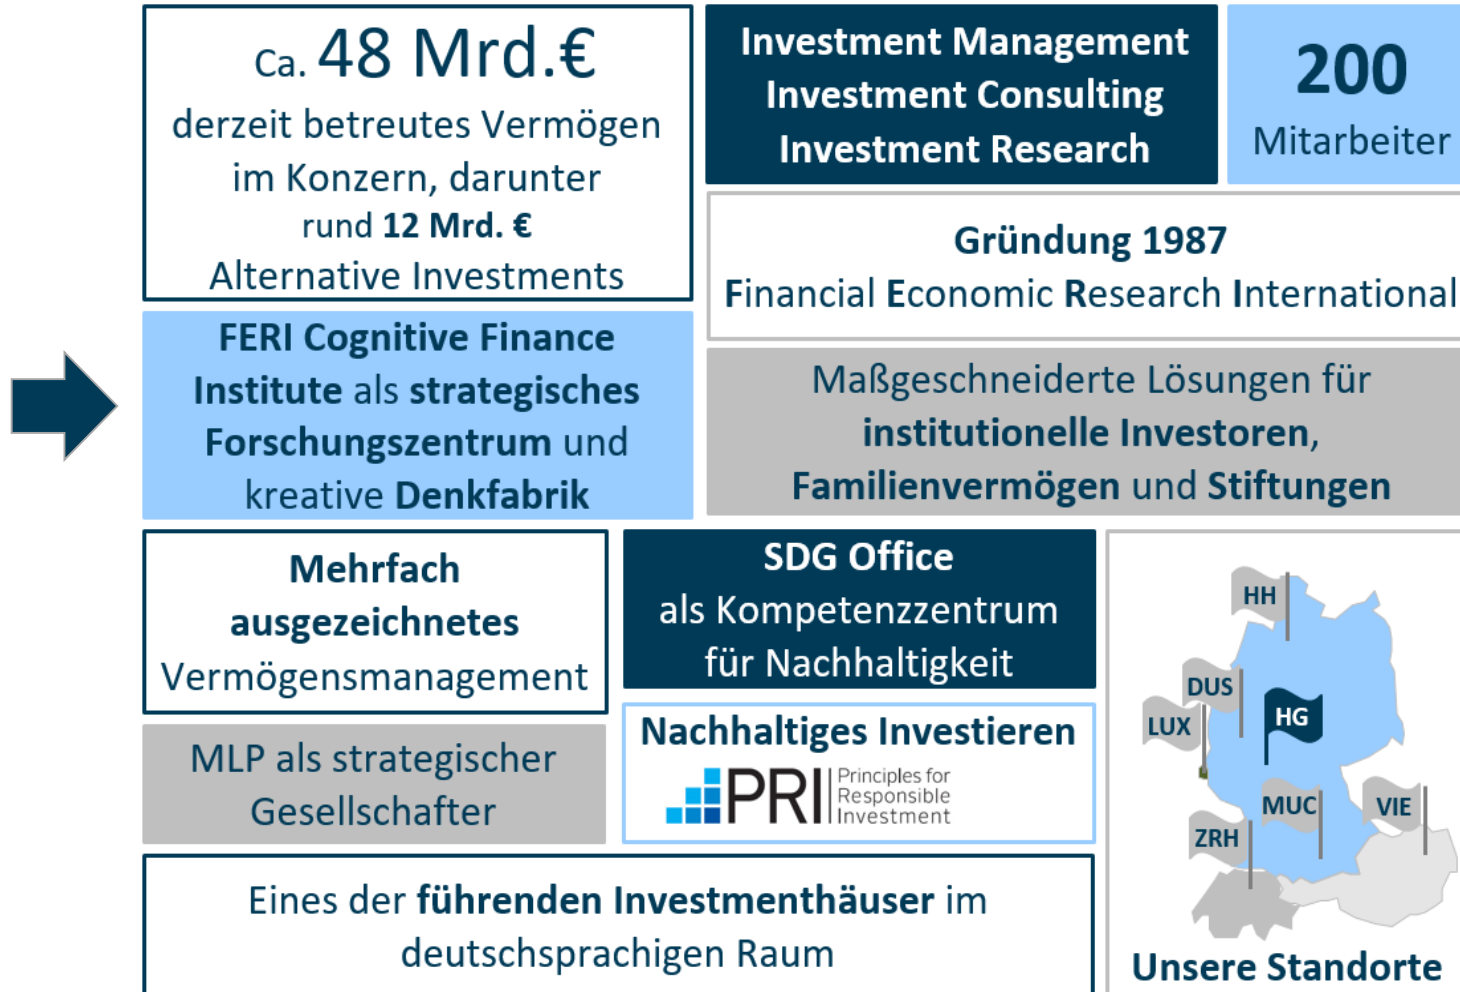 Ca. 48 Mrd.€
derzeit betreutes Vermögen
im Konzern, darunter
rund 12 Mrd. €
Alternative Investments
Investment Management
Investment Consulting
Investment Research
200
Mitarbeiter
Gründung 1987
Financial Economic Research International
FERI Cognitive Finance
Institute als strategisches
Forschungszentrum und
kreative Denkfabrik
Maßgeschneiderte Lösungen für
institutionelle Investoren,
Familienvermögen und Stiftungen
Mehrfach
ausgezeichnetes
Vermögensmanagement
SDG Office
als Kompetenzzentrum
für Nachhaltigkeit
MLP als strategischer
Gesellschafter
Nachhaltiges Investieren
PRI
Principles for
Responsible
Investment
Eines der führenden Investmenthäuser im
deutschsprachigen Raum
HH
DUS
LUX
HG
MUC
VIE
ZRH
Unsere Standorte